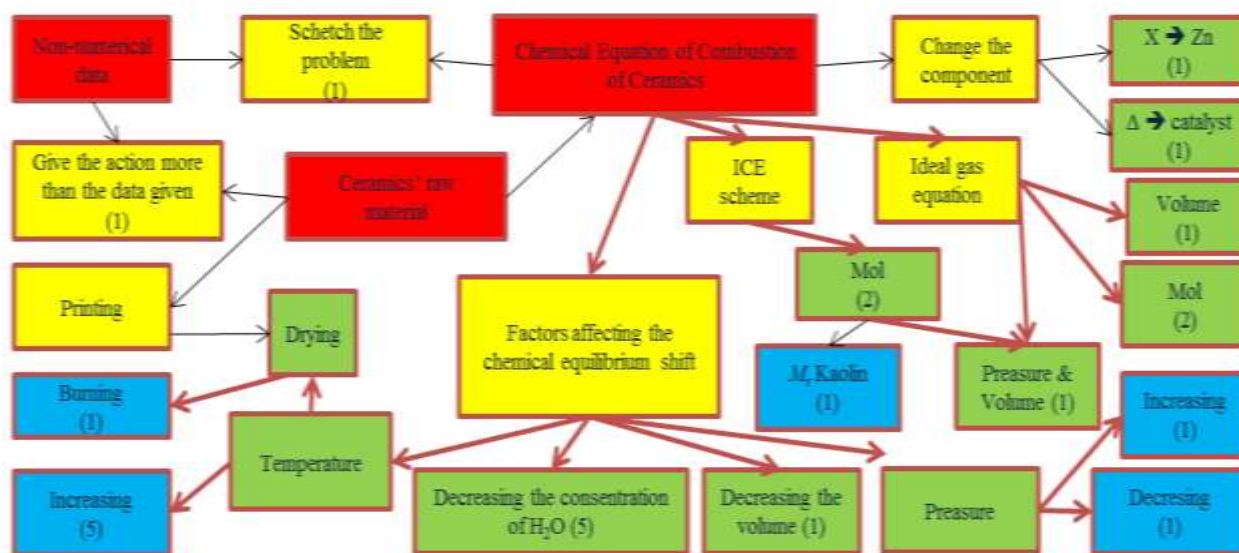 Non-numerical
data
Schetch the
problem
(1)
Chemical Equation of Combustion
of Ceramics
Change the
component
X ➔ Zn
(1)
Δ ➔ catalyst
(1)
Give the action more
than the data given
(1)
Ceramics' raw
material
ICE
scheme
Ideal gas
equation
Volume
(1)
Mol
(2)
Mol
(2)
Printing
Drying
Factors affecting the
chemical equilibrium shift
Mr Kaolin
(1)
Preasure &
Volume (1)
Increasing
(1)
Burning
(1)
Temperature
Increasing
(5)
Decreasing the consentration
of H₂O (5)
Decreasing the
volume (1)
Preasure
Decresing
(1)